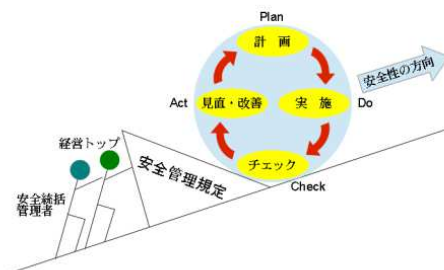 Plan
計 画
Act
見直・改善
実 施
Do
チェック
Check
安全性の方向
経営トップ
安全統括
管理者
安全管理規定